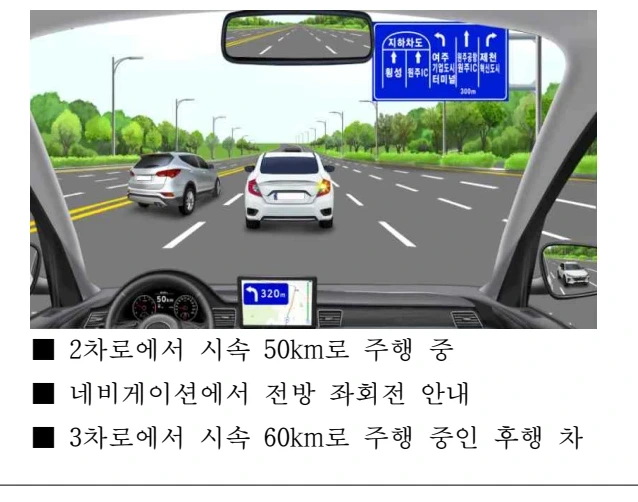 지하차도
횡성 원주IC 여주 기업도시 터미널 원주공항 원주IC 제천 혁신도시
300m
50km
320m
■ 2차로에서 시속 50km로 주행 중
■ 네비게이션에서 전방 좌회전 안내
■ 3차로에서 시속 60km로 주행 중인 후행 차